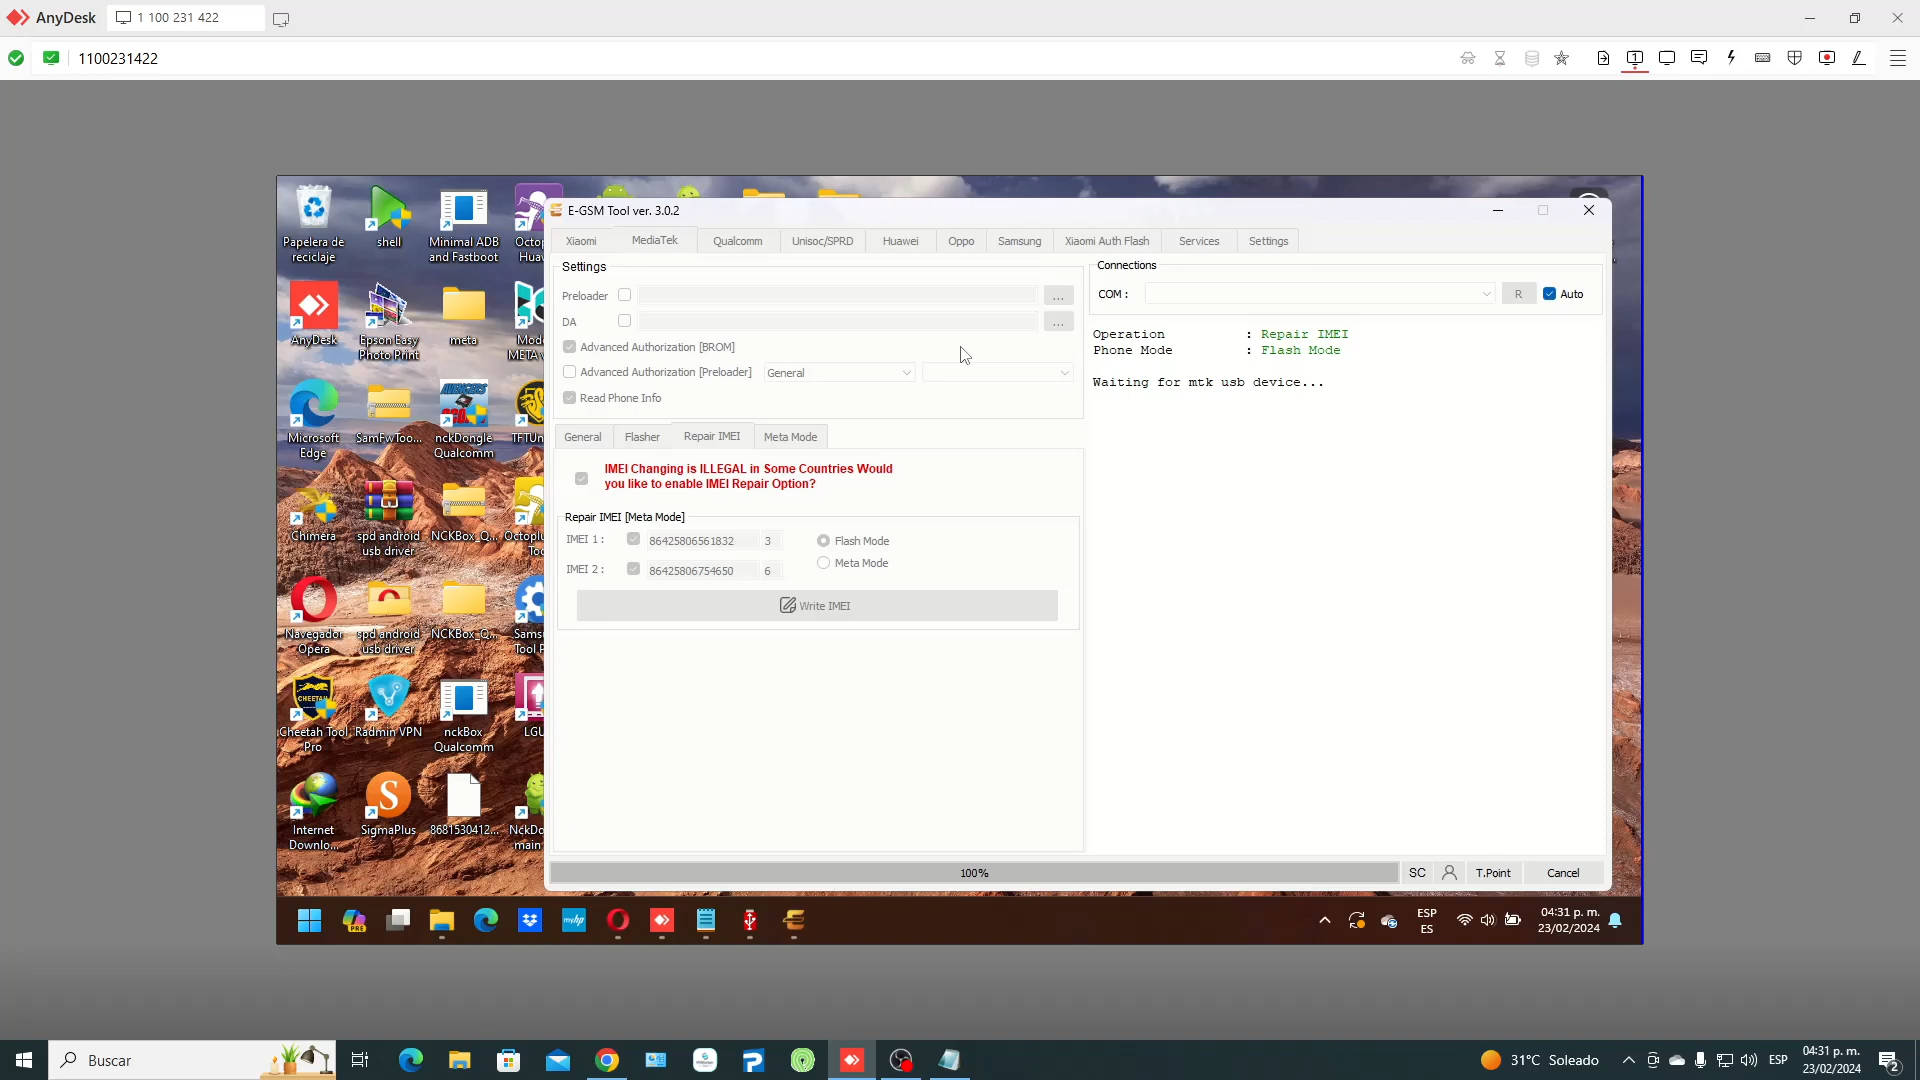 AnyDesk
1 100 231 422
1100231422
1
Papelera de
reciclaje
shell
Minimal ADB
and Fastboot
AnyDesk
Epson Easy
Photo Print
meta
Microsoft
Edge
SamFwToo...
nckDongle
Qualcomm
Chimera
spd android
usb driver
NCKBox_Q...
Navegador
Opera
spd android
usb driver
NCKBox_Q...
Cheetah Tool
Pro
Radmin VPN
nckBox
Qualcomm
LGU
Internet
Downlo...
SigmaPlus
8681530412...
E-GSM Tool ver. 3.0.2
Xiaomi
MediaTek
Qualcomm
Unisoc/SPRD
Huawei
Oppo
Samsung
Xiaomi Auth Flash
Services
Settings
Settings
Preloader
...
DA
...
Advanced Authorization [BROM]
Advanced Authorization [Preloader]
General
Read Phone Info
General
Flasher
Repair IMEI
Meta Mode
IMEI Changing is ILLEGAL in Some Countries Would
you like to enable IMEI Repair Option?
Repair IMEI [Meta Mode]
IMEI 1 :
86425806561832
3
Flash Mode
Meta Mode
IMEI 2 :
86425806754650
6
Write IMEI
Connections
COM :
R
Auto
Operation : Repair IMEI
Phone Mode : Flash Mode
Waiting for mtk usb device...
100%
SC
T.Point
Cancel
ESP
ES
04:31 p. m.
23/02/2024
Buscar
31°C Soleado
ESP
04:31 p. m.
23/02/2024
2